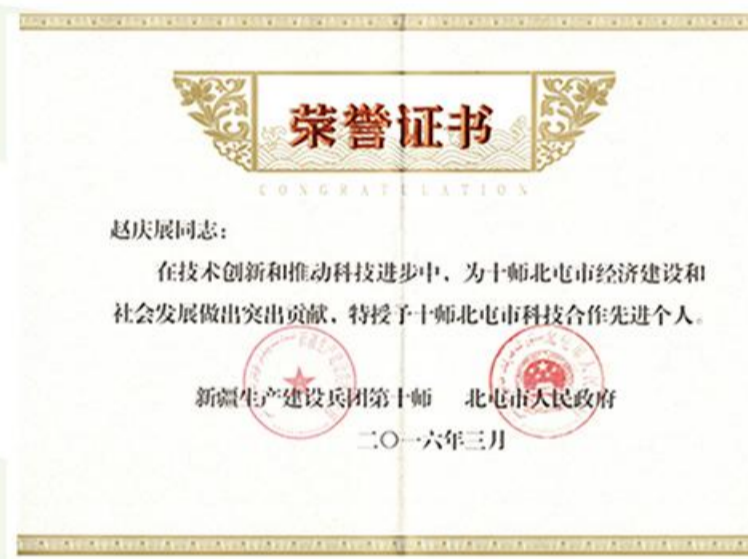 荣誉证书
CONGRATULATION
赵庆展同志:
在技术创新和推动科技进步中、为十师北屯市经济建设和
社会发展做出突出贡献、特授予十师北屯市科技合作先进个人。
新疆生产建设兵团第十师 北屯市人民政府
二〇一六年三月